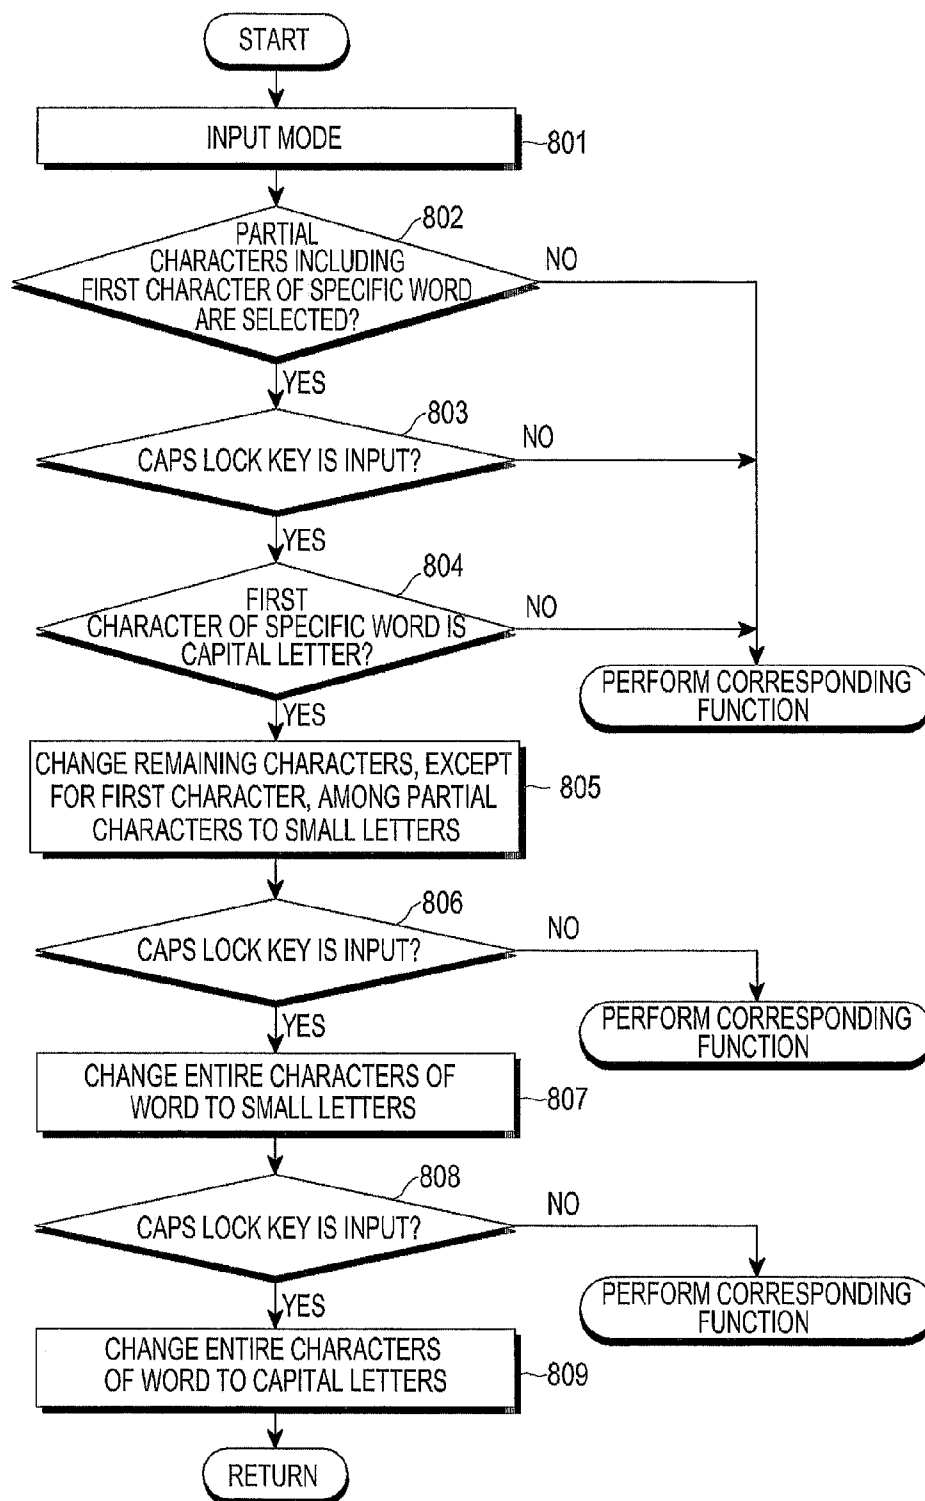 START
INPUT MODE
801
802
PARTIAL
CHARACTERS INCLUDING
FIRST CHARACTER OF SPECIFIC WORD
ARE SELECTED?
NO
YES
803
CAPS LOCK KEY IS INPUT?
NO
YES
804
FIRST
CHARACTER OF SPECIFIC WORD IS
CAPITAL LETTER?
NO
YES
PERFORM CORRESPONDING
FUNCTION
CHANGE REMAINING CHARACTERS, EXCEPT
FOR FIRST CHARACTER, AMONG PARTIAL
CHARACTERS TO SMALL LETTERS
805
806
CAPS LOCK KEY IS INPUT?
NO
YES
PERFORM CORRESPONDING
FUNCTION
CHANGE ENTIRE CHARACTERS OF
WORD TO SMALL LETTERS
807
808
CAPS LOCK KEY IS INPUT?
NO
YES
PERFORM CORRESPONDING
FUNCTION
CHANGE ENTIRE CHARACTERS
OF WORD TO CAPITAL LETTERS
809
RETURN